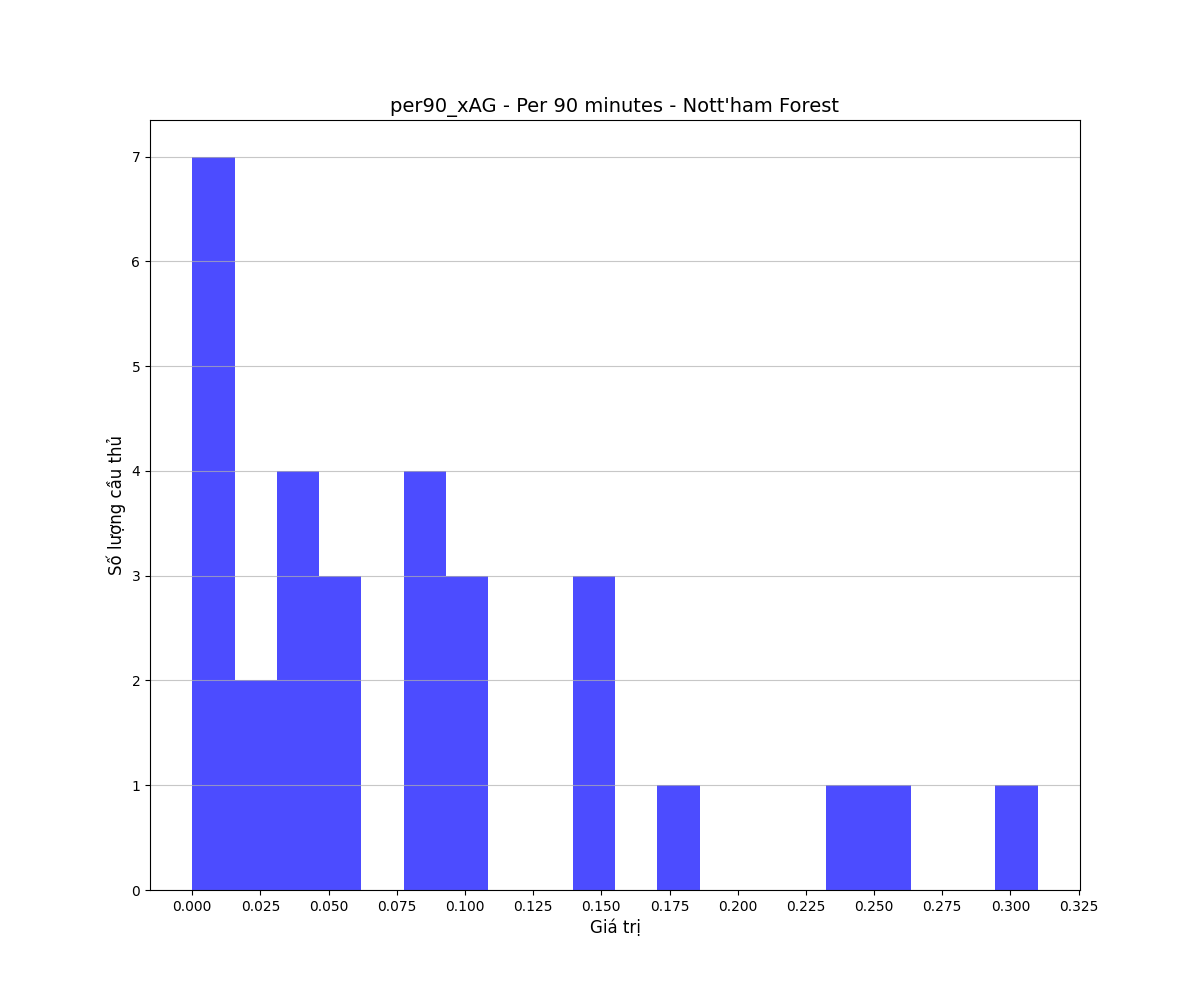 per90_xAG - Per 90 minutes - Nott'ham Forest
Số lượng cầu thủ
7
6
5
4
3
2
1
0
0.000 0.025 0.050 0.075 0.100 0.125 0.150 0.175 0.200 0.225 0.250 0.275 0.300 0.325
Giá trị